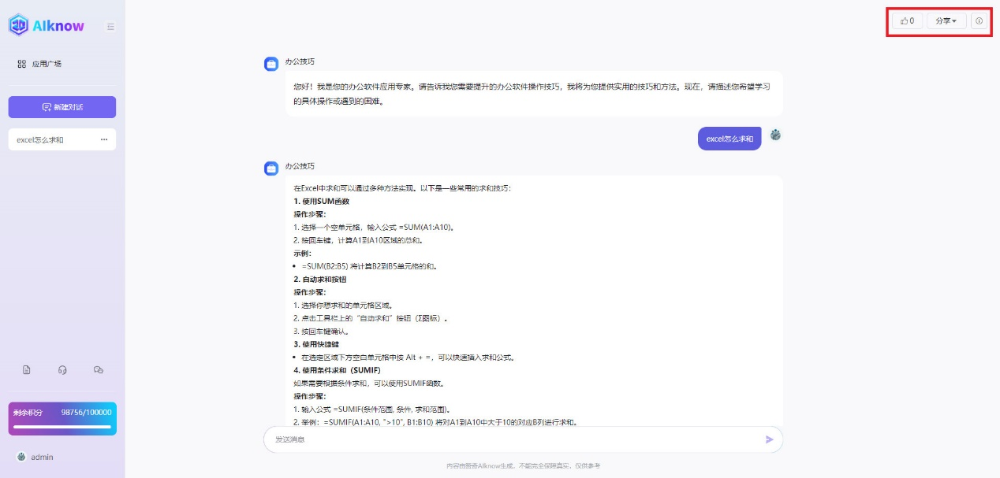 AIknow
应用广场
新建对话
excel怎么求和
剩余积分 98756/100000
admin
0
分享
办公技巧
您好！我是您的办公软件应用专家。请告诉我您需要提升的办公软件操作技巧，我将为您提供实用的技巧和方法。现在，请描述您希望学习
的具体操作或遇到的困难。
excel怎么求和
办公技巧
在Excel中求和可以通过多种方法实现。以下是一些常用的求和技巧：
1. 使用SUM函数
操作步骤：
1. 选择一个空单元格，输入公式 =SUM(A1:A10)。
2. 按回车键，计算A1到A10区域的总和。
示例：
• =SUM(B2:B5) 将计算B2到B5单元格的和。
2. 自动求和按钮
操作步骤：
1. 选择你想求和的单元格区域。
2. 点击工具栏上的“自动求和”按钮（Σ图标）。
3. 按回车键确认。
3. 使用快捷键
• 在选定区域下方空白单元格中按 Alt + =，可以快速插入求和公式。
4. 使用条件求和（SUMIF）
如果需要根据条件求和，可以使用SUMIF函数。
操作步骤：
1. 输入公式 =SUMIF(条件范围, 条件, 求和范围)。
2. 举例：=SUMIF(A1:A10, ">10", B1:B10) 将对A1到A10中大于10的对应B列进行求和。
发送消息
内容由赞奇AIknow生成，不能完全保障真实，仅供参考